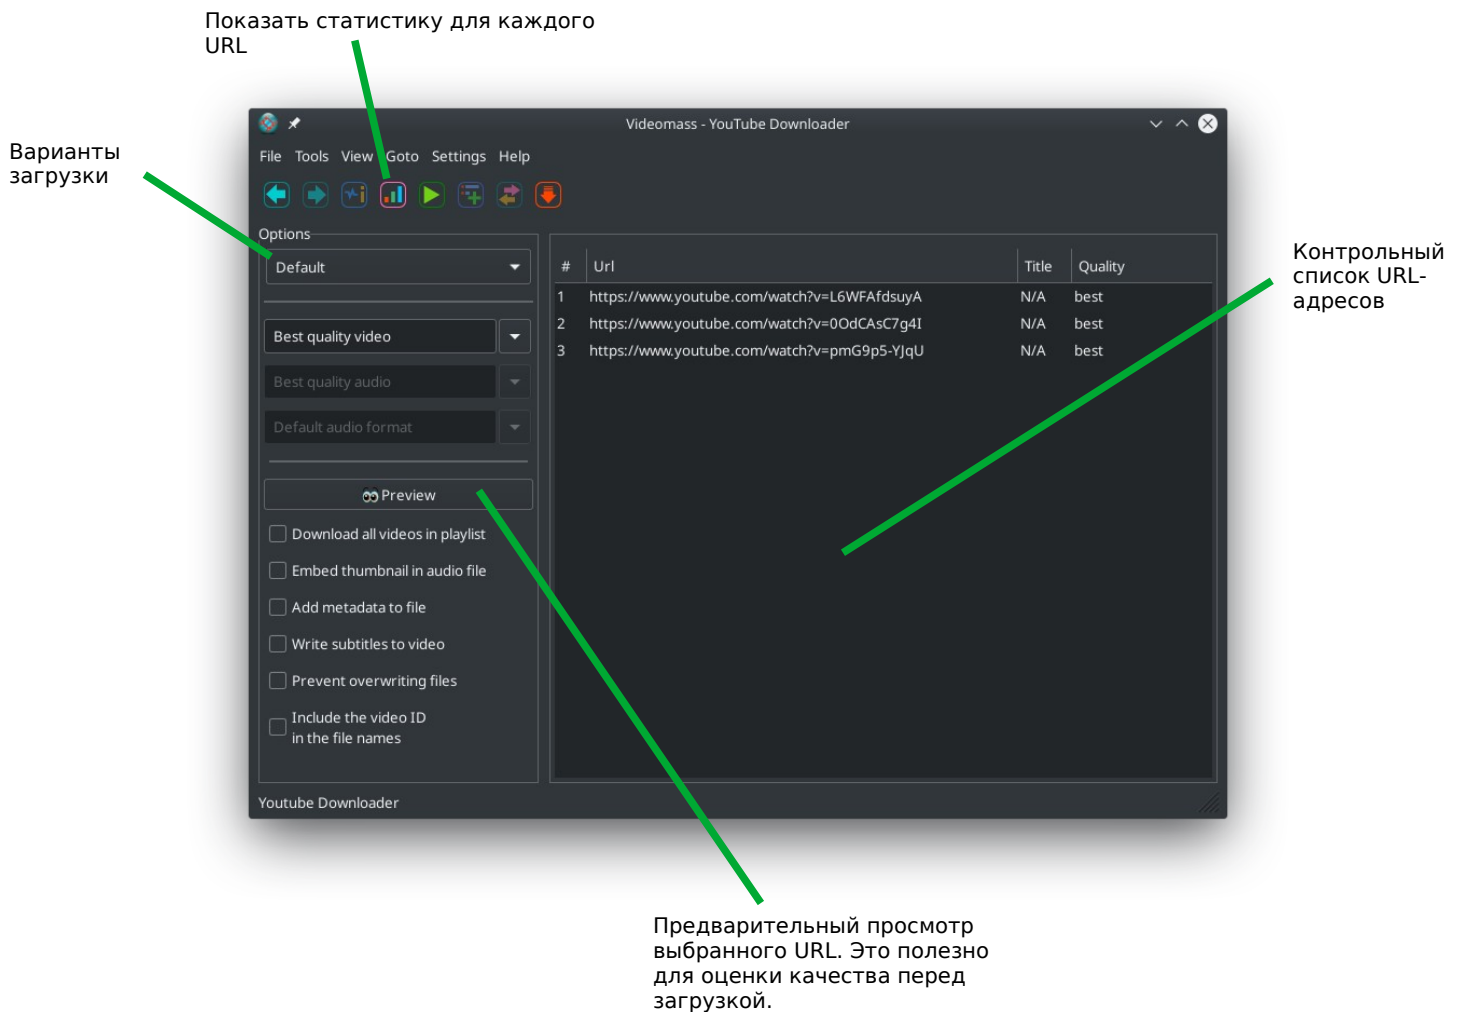 Показать статистику для каждого
URL
Videomass - YouTube Downloader
File Tools View Goto Settings Help
Варианты
загрузки
Options
Default
Best quality video
Best quality audio
Default audio format
Preview
Download all videos in playlist
Embed thumbnail in audio file
Add metadata to file
Write subtitles to video
Prevent overwriting files
Include the video ID
in the file names
# Url Title Quality
1 https://www.youtube.com/watch?v=L6WFAfdsuyA N/A best
2 https://www.youtube.com/watch?v=0OdCAsC7g4I N/A best
3 https://www.youtube.com/watch?v=pmG9p5-YJqU N/A best
Контрольный
список URL-
адресов
Youtube Downloader
Предварительный просмотр
выбранного URL. Это полезно
для оценки качества перед
загрузкой.